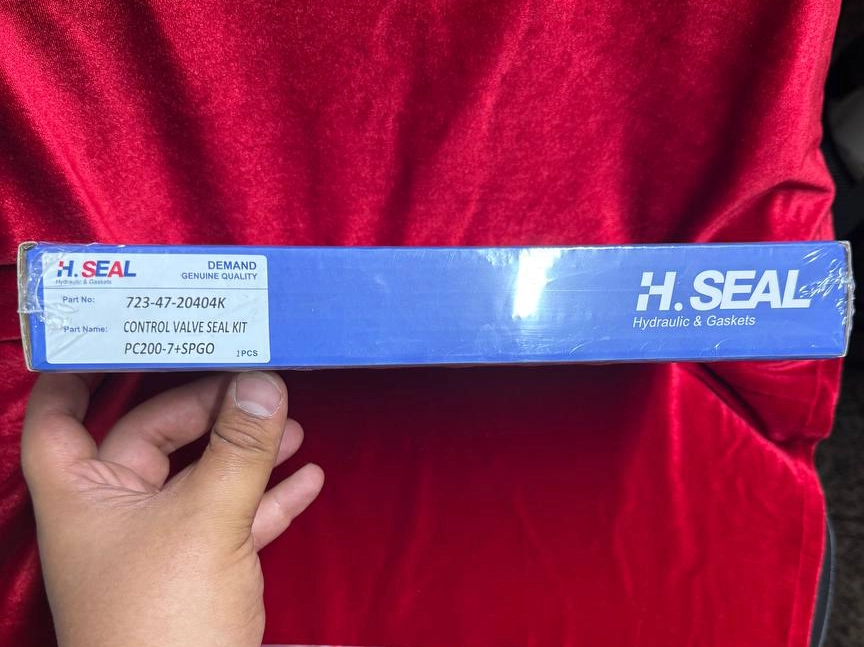 H. SEAL
Hydraulic & Gaskets
DEMAND
GENUINE QUALITY
Part No: 723-47-20404K
Part Name: CONTROL VALVE SEAL KIT
PC200-7+SPGO 1PCS
H. SEAL
Hydraulic & Gaskets